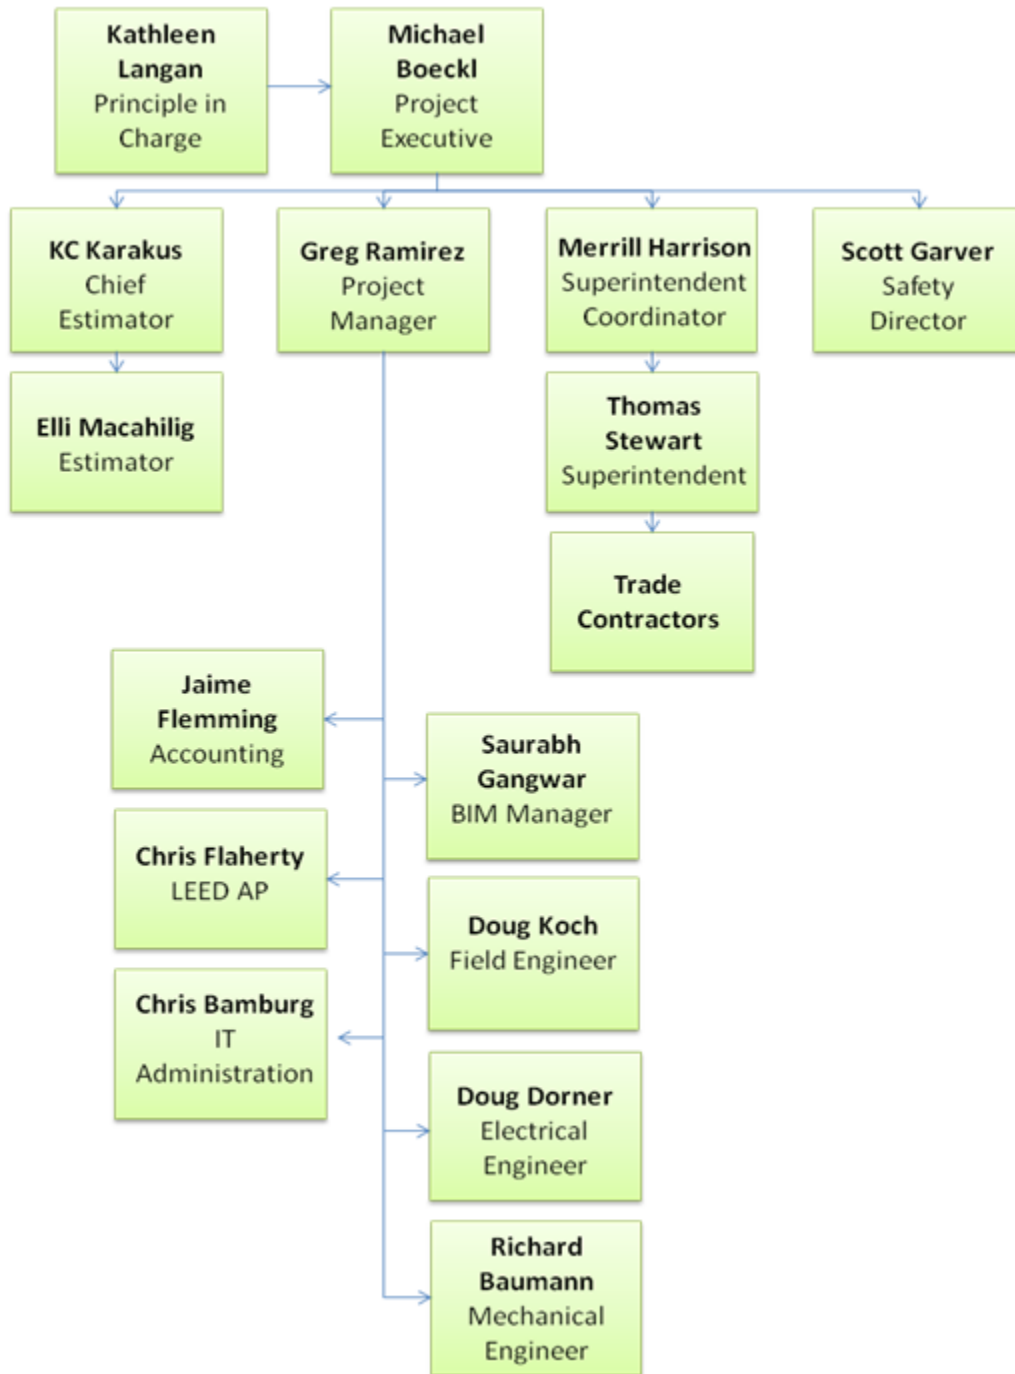 Kathleen
Langan
Principle in
Charge
Michael
Boeckl
Project
Executive
KC Karakus
Chief
Estimator
Greg Ramirez
Project
Manager
Merrill Harrison
Superintendent
Coordinator
Scott Garver
Safety
Director
Elli Macahilig
Estimator
Thomas
Stewart
Superintendent
Trade
Contractors
Jaime
Flemming
Accounting
Saurabh
Gangwar
BIM Manager
Chris Flaherty
LEED AP
Doug Koch
Field Engineer
Chris Bamburg
IT
Administration
Doug Dorner
Electrical
Engineer
Richard
Baumann
Mechanical
Engineer